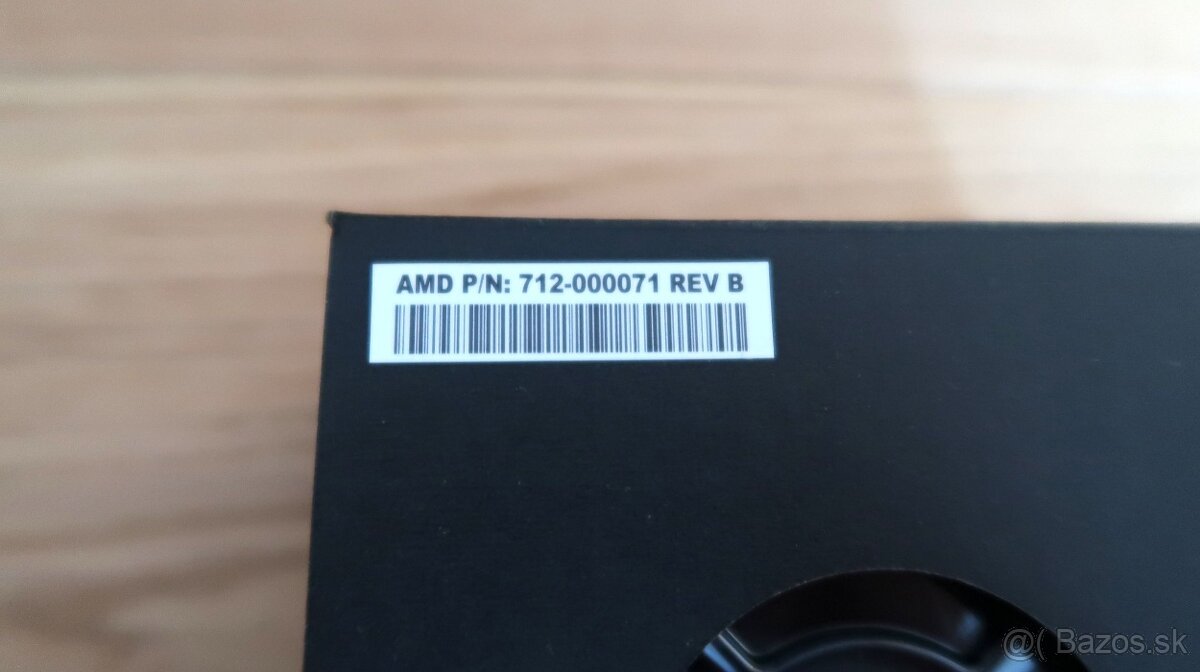 AMD P/N: 712-000071 REV B
@( Bazos.sk